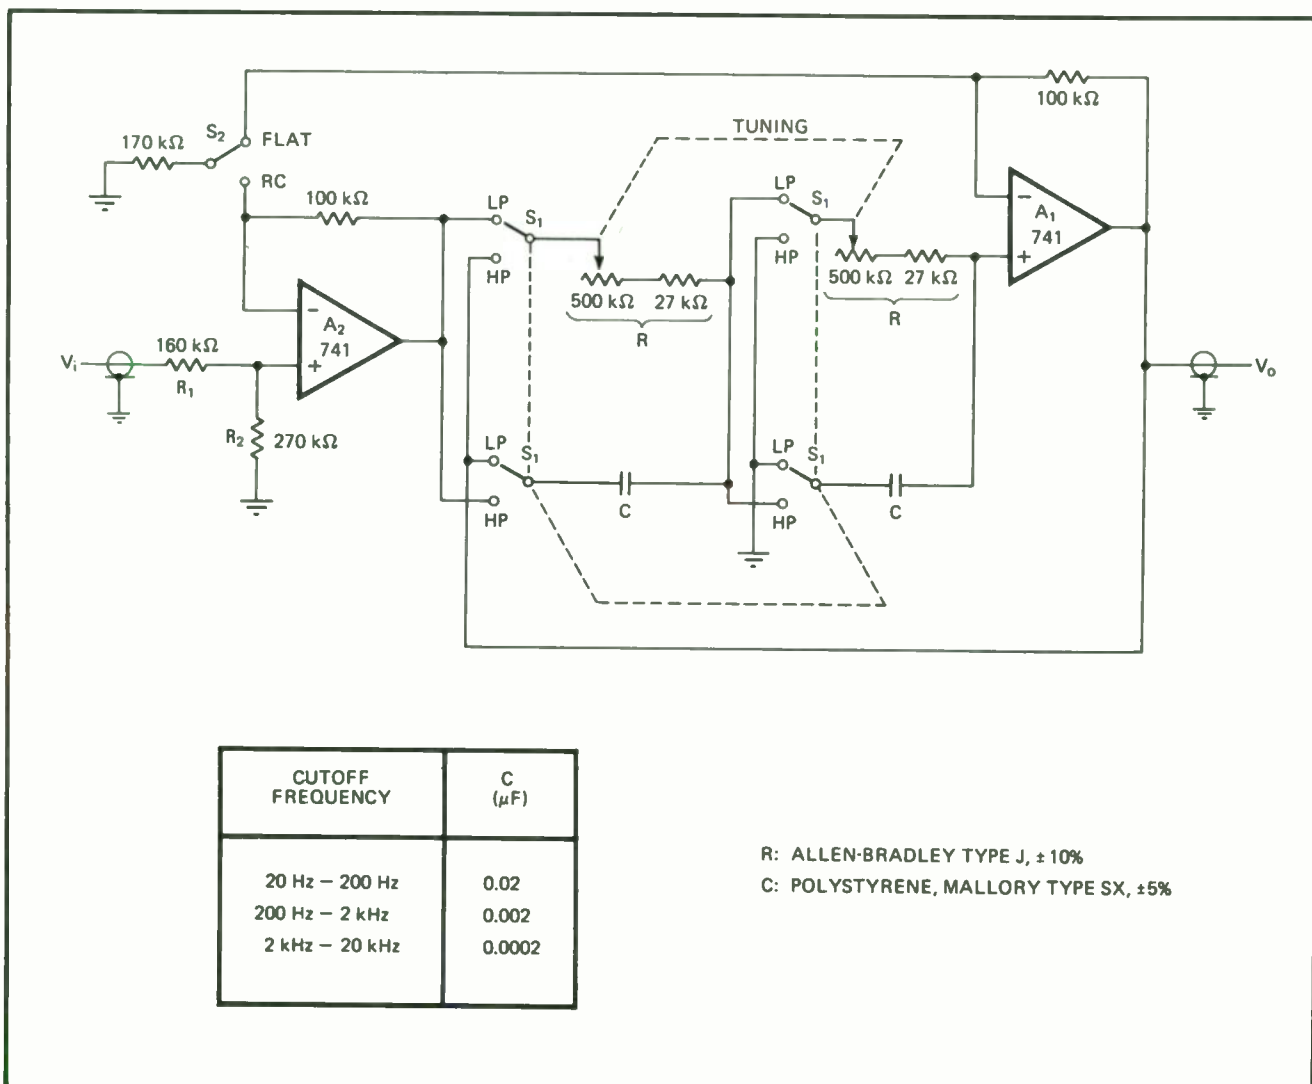 100 kΩ
TUNING
170 kΩ
S2
FLAT
RC
100 kΩ
LP
S1
HP
500 kΩ
27 kΩ
R
LP
S1
HP
500 kΩ
27 kΩ
R
−
A1
741
+
Vi
160 kΩ
R1
−
A2
741
+
R2
270 kΩ
LP
S1
HP
C
LP
S1
HP
C
Vo
CUTOFF
FREQUENCY
C
(μF)
20 Hz – 200 Hz
0.02
200 Hz – 2 kHz
0.002
2 kHz – 20 kHz
0.0002
R: ALLEN-BRADLEY TYPE J, ±10%
C: POLYSTYRENE, MALLORY TYPE SX, ±5%